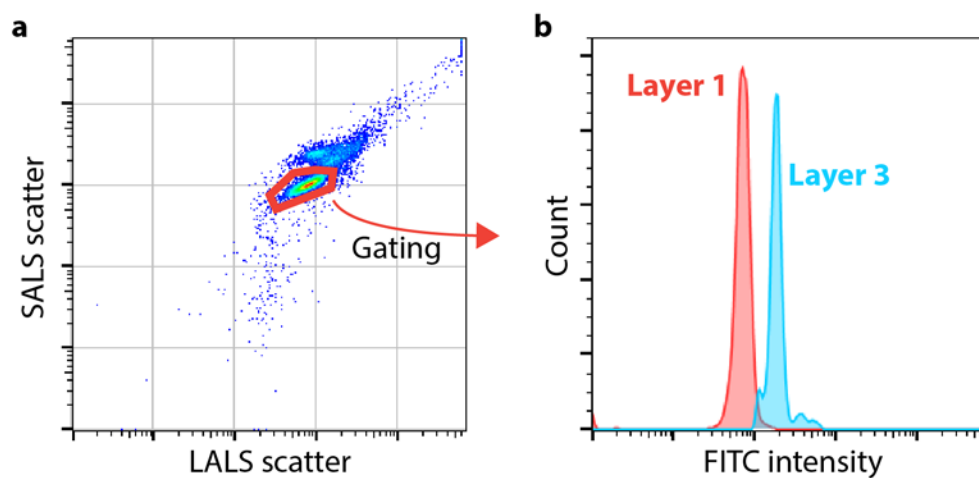 a
SALS scatter
Gating
LALS scatter
b
Layer 1
Layer 3
Count
FITC intensity